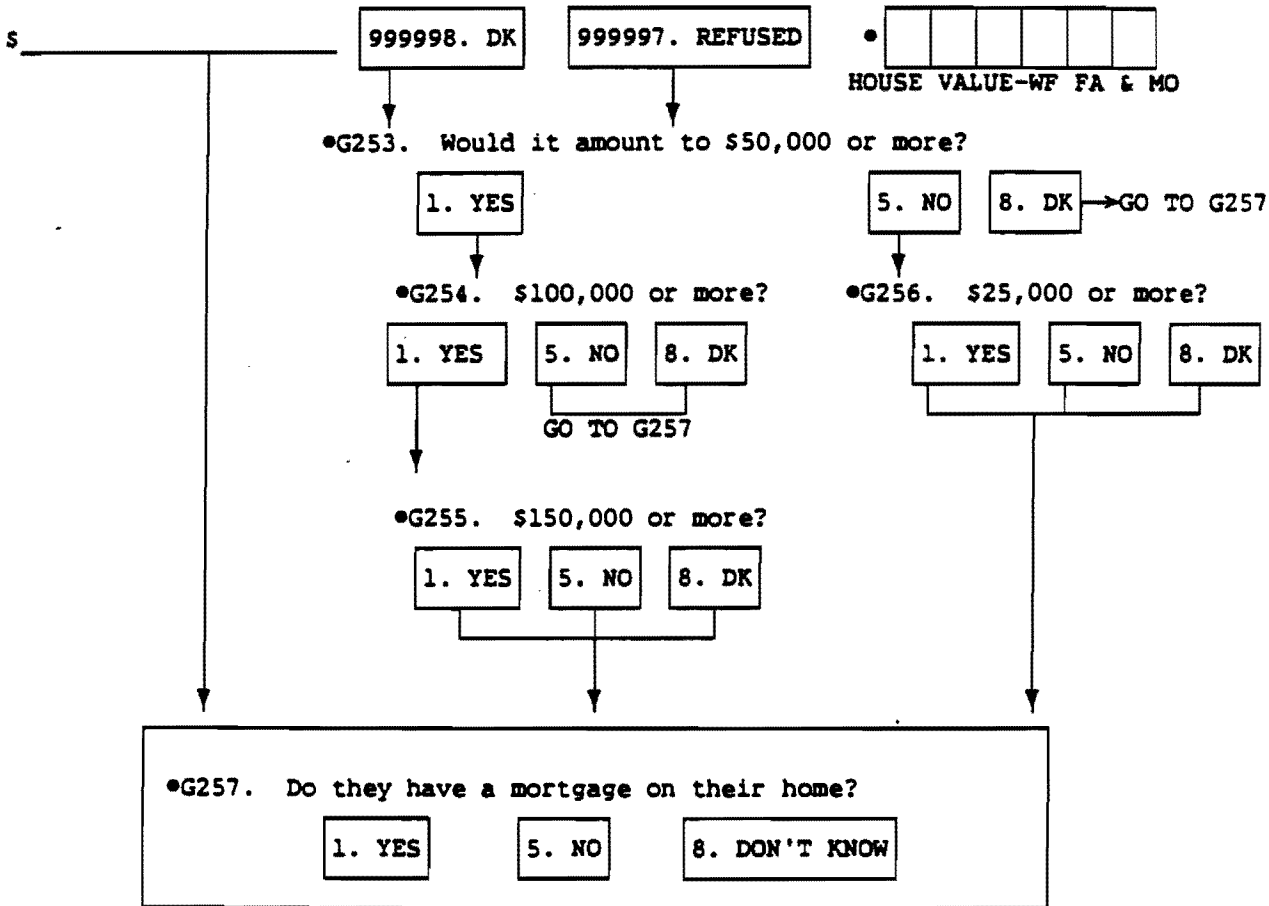 $ 999998. DK 999997. REFUSED •
HOUSE VALUE-WF FA & MO
•G253. Would it amount to $50,000 or more?
1. YES 5. NO 8. DK GO TO G257
•G254. $100,000 or more? •G256. $25,000 or more?
1. YES 5. NO 8. DK 1. YES 5. NO 8. DK
GO TO G257
•G255. $150,000 or more?
1. YES 5. NO 8. DK
•G257. Do they have a mortgage on their home?
1. YES 5. NO 8. DON'T KNOW